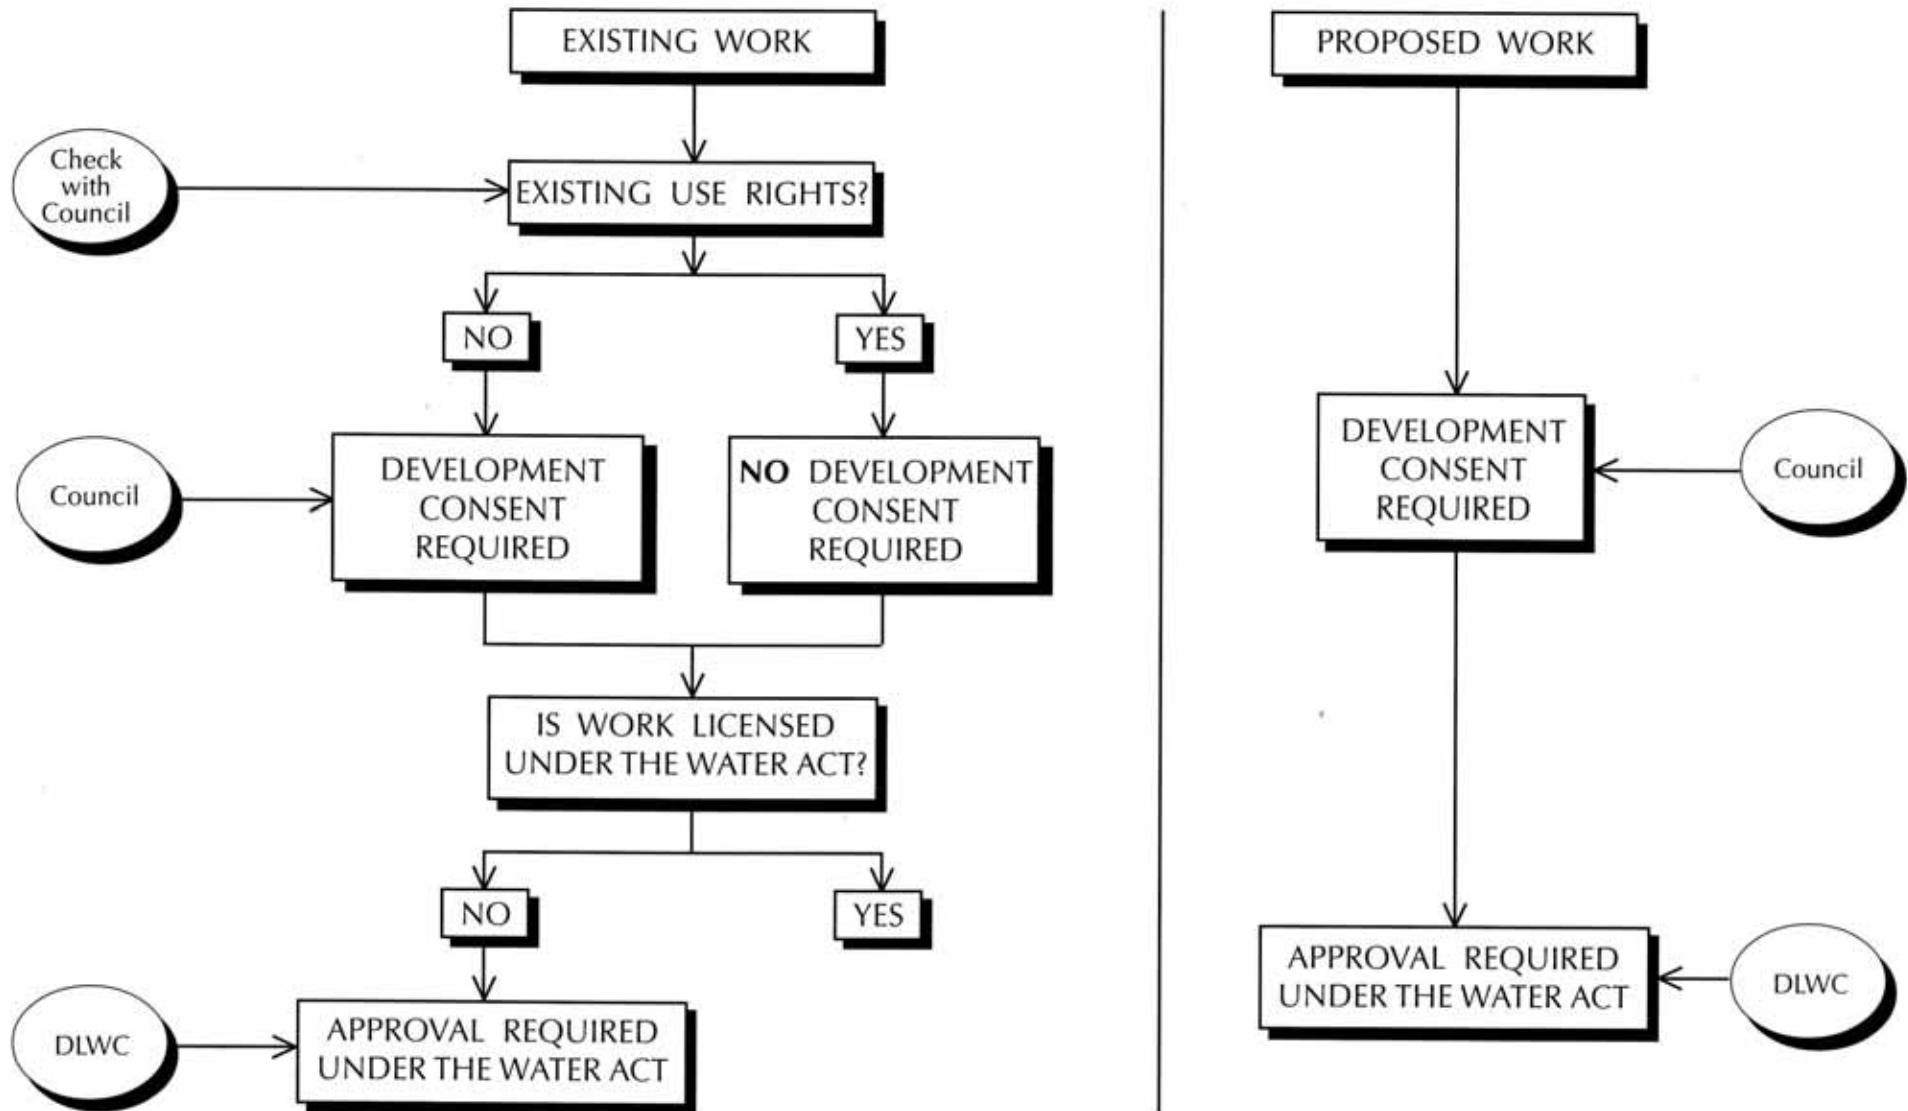 EXISTING WORK
Check
with
Council
EXISTING USE RIGHTS?
NO
YES
Council
DEVELOPMENT
CONSENT
REQUIRED
NO DEVELOPMENT
CONSENT
REQUIRED
IS WORK LICENSED
UNDER THE WATER ACT?
NO
YES
DLWC
APPROVAL REQUIRED
UNDER THE WATER ACT
PROPOSED WORK
DEVELOPMENT
CONSENT
REQUIRED
Council
APPROVAL REQUIRED
UNDER THE WATER ACT
DLWC